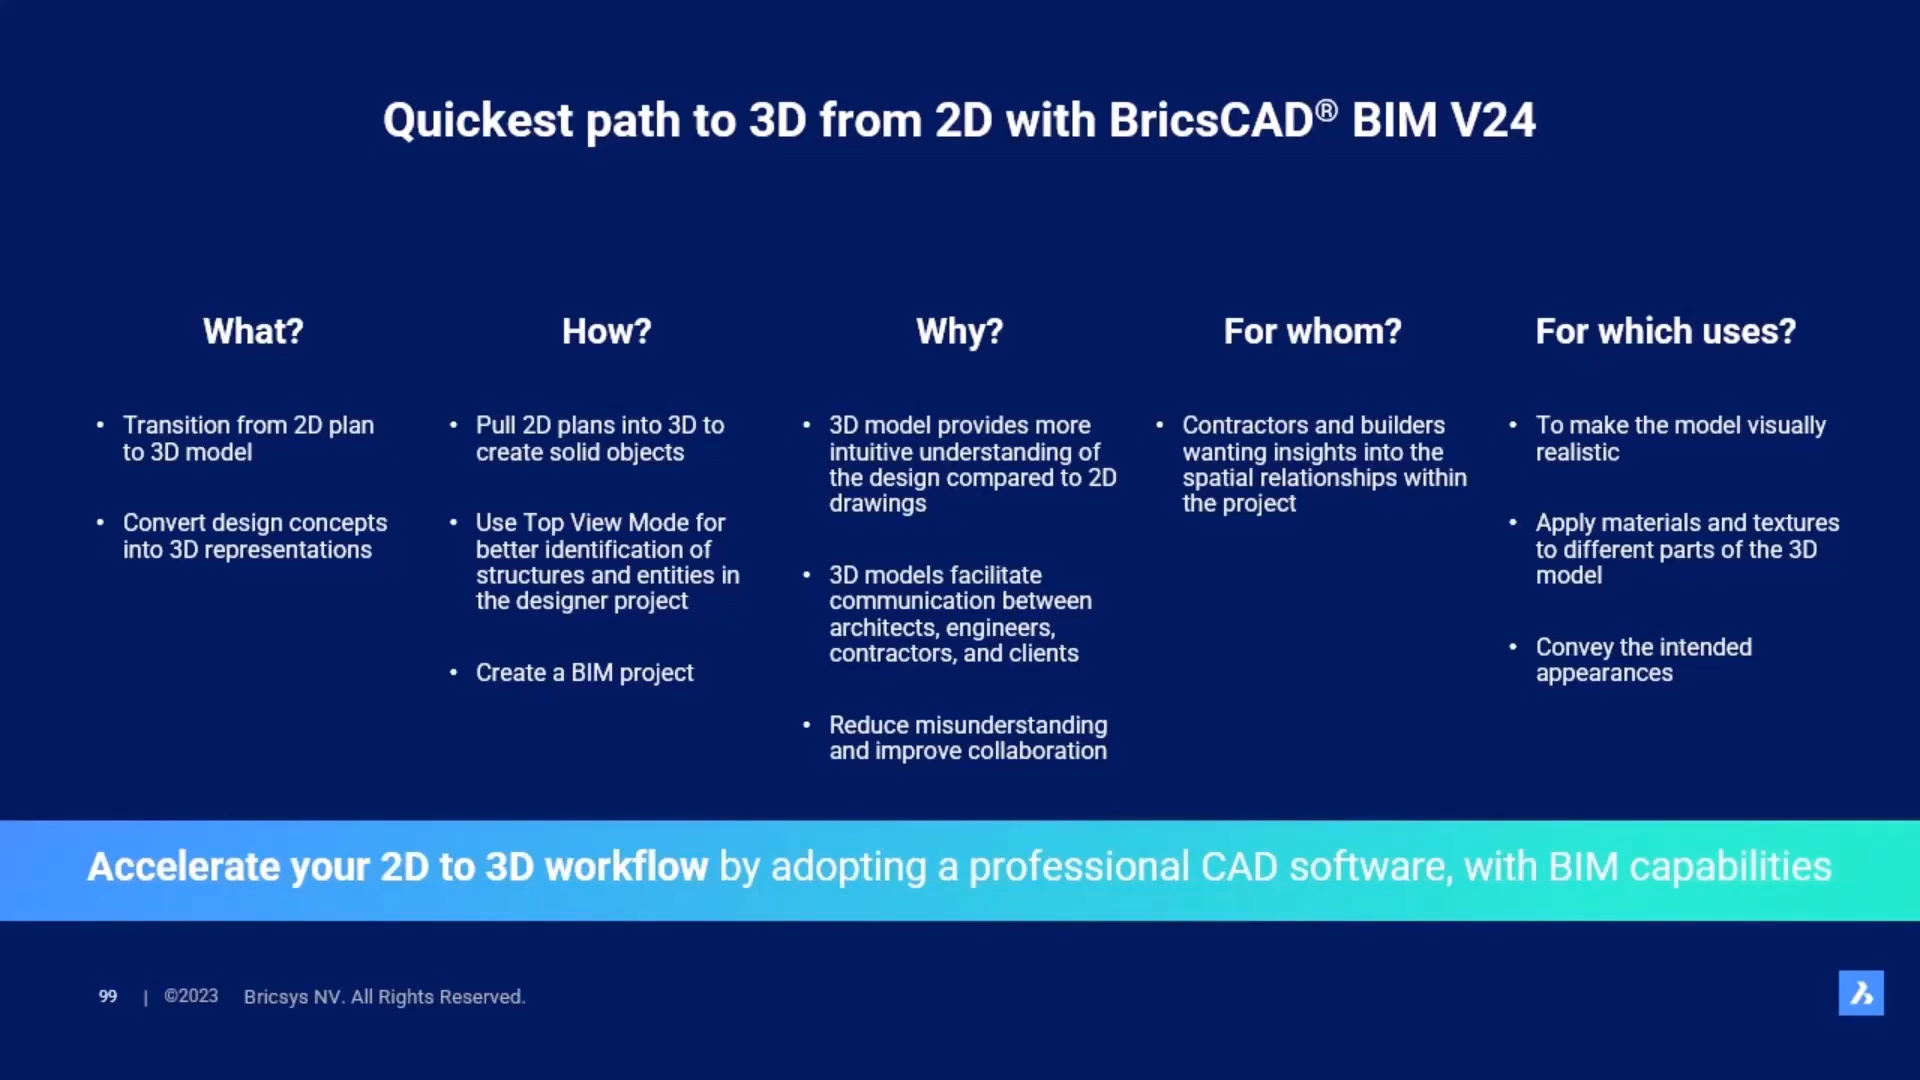 Quickest path to 3D from 2D with BricsCAD® BIM V24
What?
• Transition from 2D plan
to 3D model
• Convert design concepts
into 3D representations
How?
• Pull 2D plans into 3D to
create solid objects
• Use Top View Mode for
better identification of
structures and entities in
the designer project
• Create a BIM project
Why?
• 3D model provides more
intuitive understanding of
the design compared to 2D
drawings
• 3D models facilitate
communication between
architects, engineers,
contractors, and clients
• Reduce misunderstanding
and improve collaboration
For whom?
• Contractors and builders
wanting insights into the
spatial relationships within
the project
For which uses?
• To make the model visually
realistic
• Apply materials and textures
to different parts of the 3D
model
• Convey the intended
appearances
Accelerate your 2D to 3D workflow by adopting a professional CAD software, with BIM capabilities
99 | ©2023 Bricsys NV. All Rights Reserved.